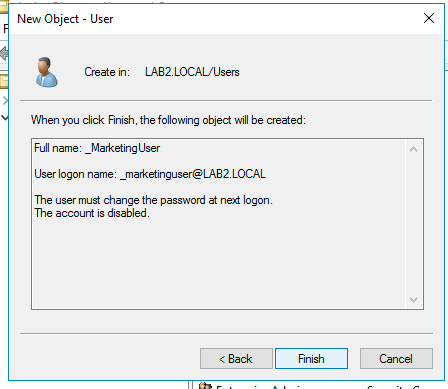 New Object - User
Create in: LAB2.LOCAL/Users
When you click Finish, the following object will be created:
Full name: _MarketingUser
User logon name: _marketinguser@LAB2.LOCAL
The user must change the password at next logon.
The account is disabled.
< Back
Finish
Cancel